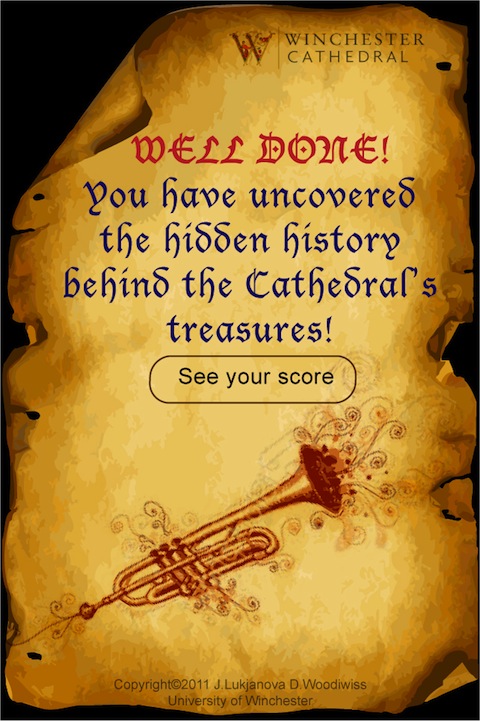 WINCHESTER
CATHEDRAL
WELL DONE!
You have uncovered
the hidden history
behind the Cathedral's
treasures!
See your score
Copyright©2011 J.Lukjanova D.Woodiwiss
University of Winchester